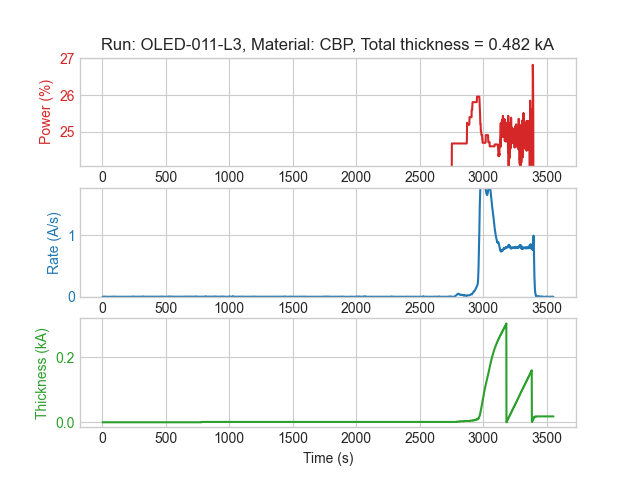 Run: OLED-011-L3, Material: CBP, Total thickness = 0.482 kA
27
26
25
Power (%)
0 500 1000 1500 2000 2500 3000 3500
1
0
Rate (A/s)
0 500 1000 1500 2000 2500 3000 3500
0.2
0.0
Thickness (kA)
0 500 1000 1500 2000 2500 3000 3500
Time (s)